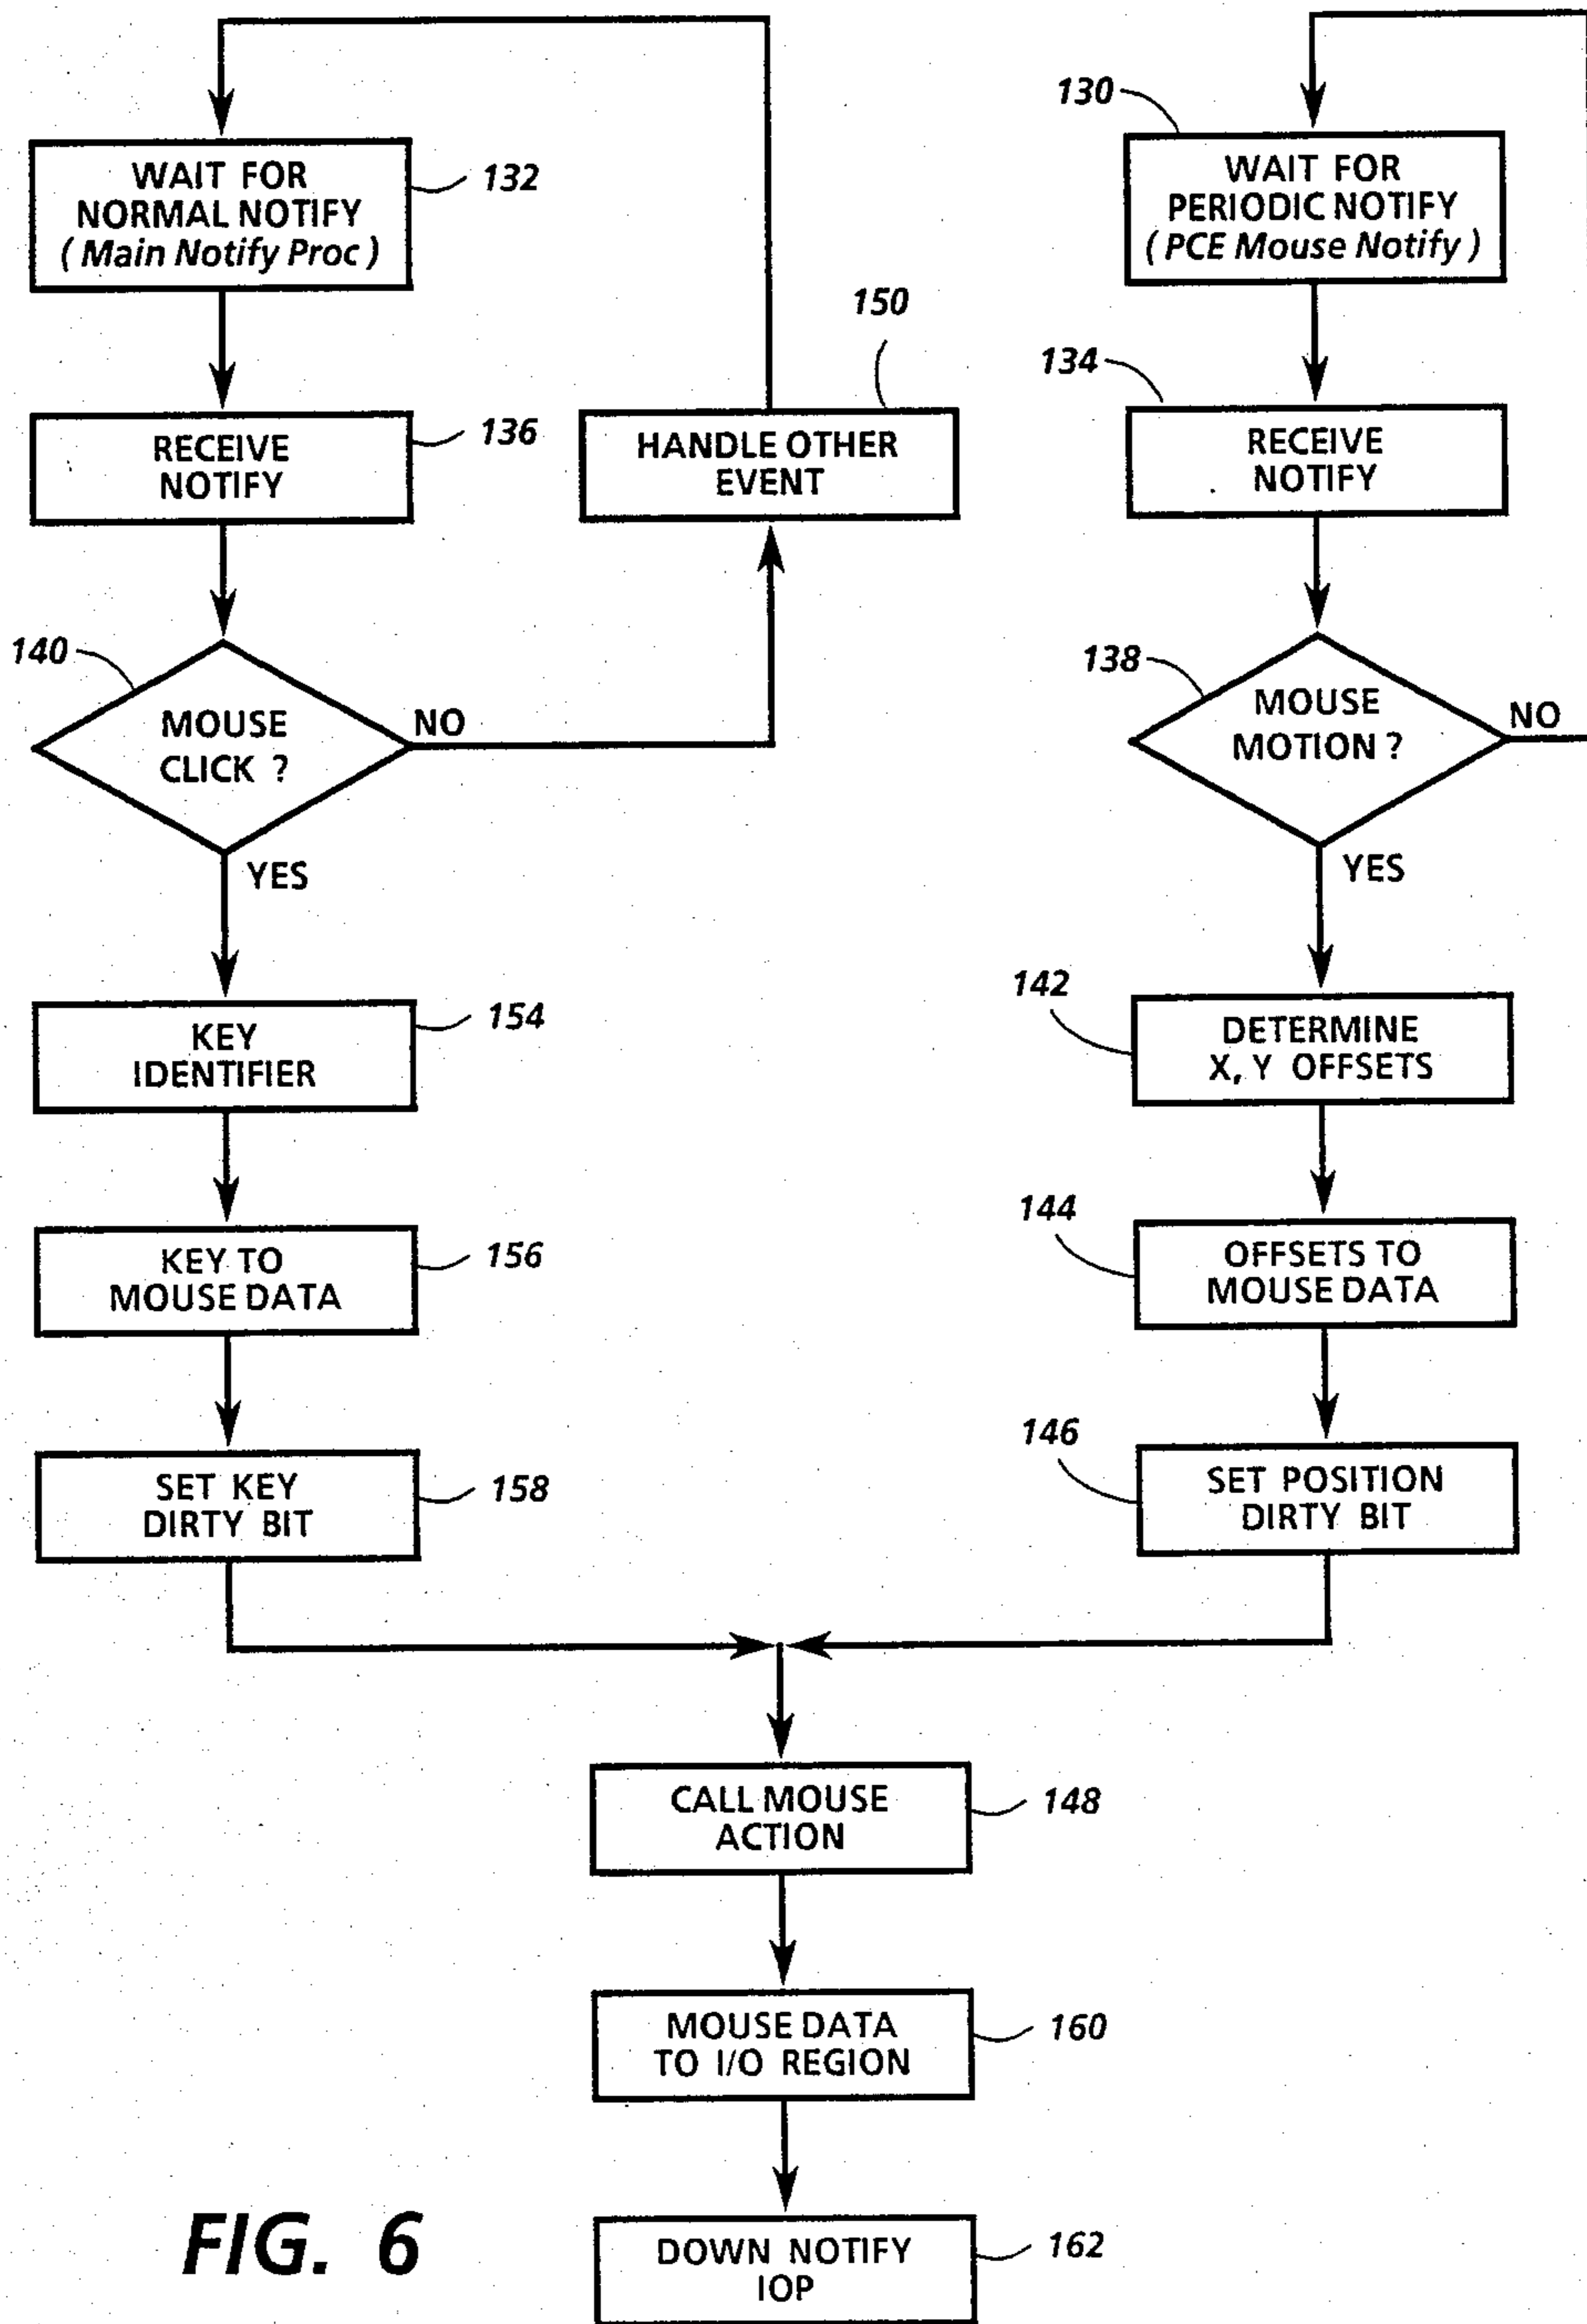 130
WAIT FOR
NORMAL NOTIFY
( Main Notify Proc )
132
WAIT FOR
PERIODIC NOTIFY
( PCE Mouse Notify )
150
134
RECEIVE
NOTIFY
136
HANDLE OTHER
EVENT
RECEIVE
NOTIFY
140
MOUSE
CLICK ?
NO
138
MOUSE
MOTION ?
NO
YES
YES
KEY
IDENTIFIER
154
142
DETERMINE
X, Y OFFSETS
KEY TO
MOUSE DATA
156
144
OFFSETS TO
MOUSE DATA
SET KEY
DIRTY BIT
158
146
SET POSITION
DIRTY BIT
CALL MOUSE
ACTION
148
MOUSE DATA
TO I/O REGION
160
DOWN NOTIFY
IOP
162
FIG. 6